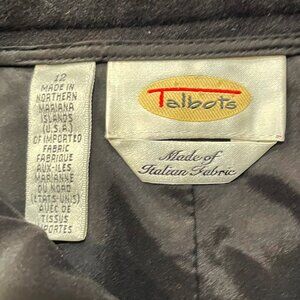 12
MADE IN
NORTHERN
MARIANA
ISLANDS
(U.S.A.)
OF IMPORTED
FABRIC
FABRIQUE
AUX-ILES
MARIANNE
DU NORD
(ETATS-UNIS)
AVEC DE
TISSUS
PORTES
Talbots
Made of
Italian Fabric